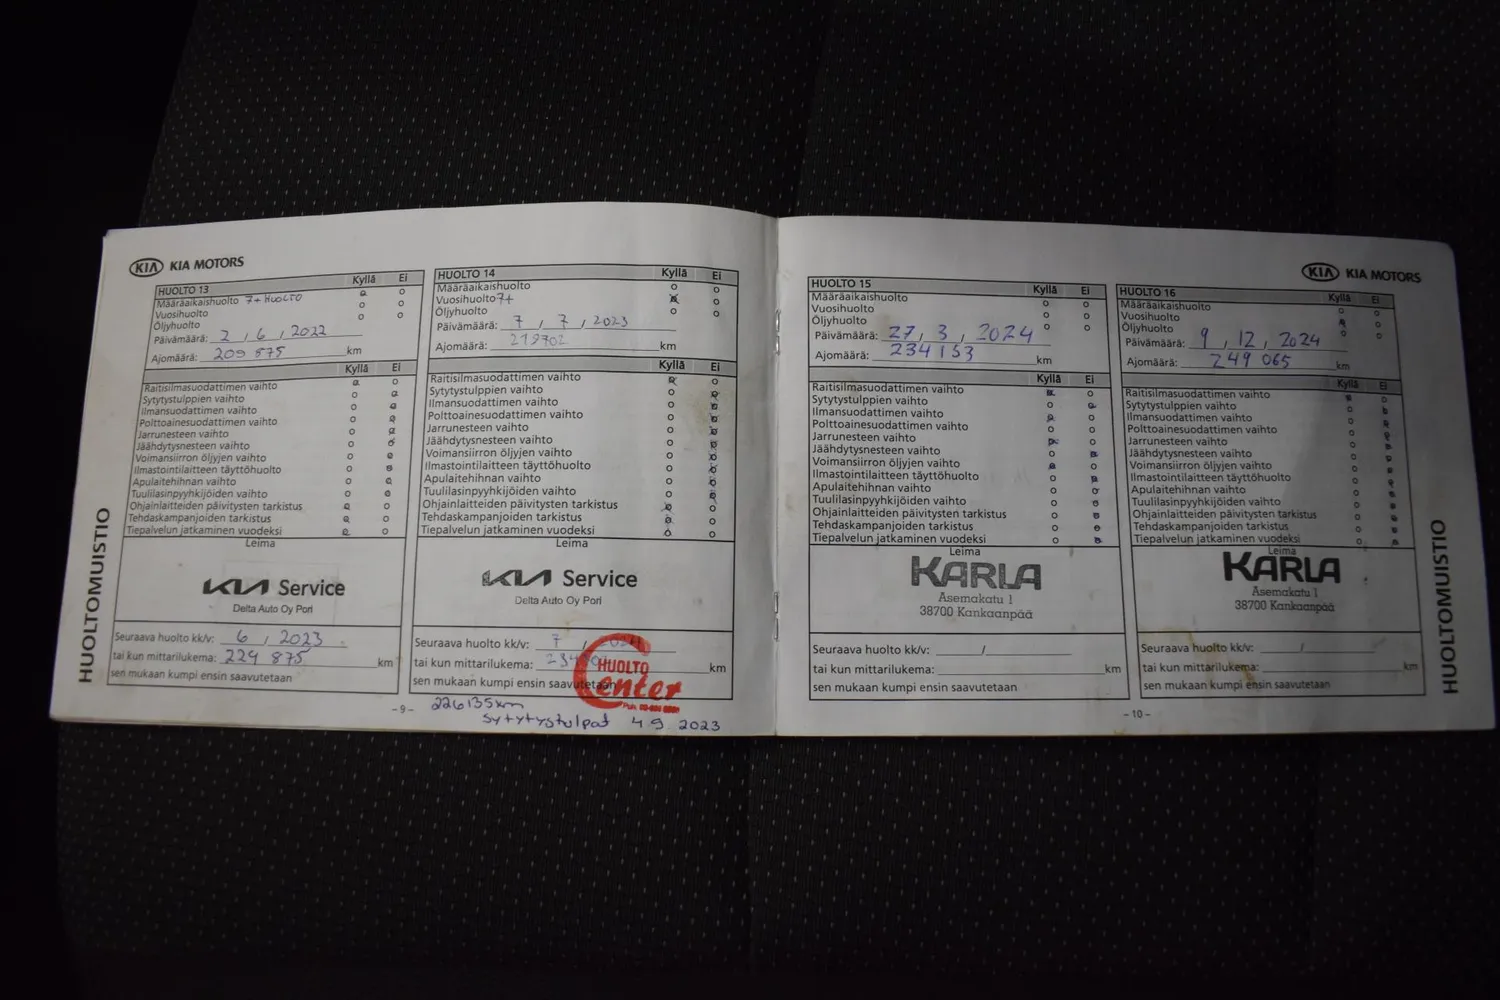 KIA KIA MOTORS
HUOLTO 13 Kyllä Ei
Määräaikaishuolto 7+ HUOLTO
Vuosihuolto
Öljyhuolto
Päivämäärä: 2 , 6 , 2022
Ajomäärä: 209 875 km
Kyllä Ei
Raitisilmasuodattimen vaihto
Sytytystulppien vaihto
Ilmansuodattimen vaihto
Polttoainesuodattimen vaihto
Jarrunesteen vaihto
Jäähdytysnesteen vaihto
Voimansiirron öljyjen vaihto
Ilmastointilaitteen täyttöhuolto
Apulaitehihnan vaihto
Tuulilasinpyyhkijöiden vaihto
Ohjainlaitteiden päivitysten tarkistus
Tehdaskampanjoiden tarkistus
Tiepalvelun jatkaminen vuodeksi
Leima
KIA Service
Delta Auto Oy Pori
Seuraava huolto kk/v: 6 , 2023
tai kun mittarilukema: 224 875 km
sen mukaan kumpi ensin saavutetaan
HUOLTO 14 Kyllä Ei
Määräaikaishuolto
Vuosihuolto 7+
Öljyhuolto
Päivämäärä: 7 , 7 , 2023
Ajomäärä: 219702 km
Kyllä Ei
Raitisilmasuodattimen vaihto
Sytytystulppien vaihto
Ilmansuodattimen vaihto
Polttoainesuodattimen vaihto
Jarrunesteen vaihto
Jäähdytysnesteen vaihto
Voimansiirron öljyjen vaihto
Ilmastointilaitteen täyttöhuolto
Apulaitehihnan vaihto
Tuulilasinpyyhkijöiden vaihto
Ohjainlaitteiden päivitysten tarkistus
Tehdaskampanjoiden tarkistus
Tiepalvelun jatkaminen vuodeksi
Leima
KIA Service
Delta Auto Oy Pori
Seuraava huolto kk/v: 7 ,
tai kun mittarilukema: km
sen mukaan kumpi ensin saavutetaan
HUOLTO
Center
HUOLTOMUISTIO
-9-
226135km
Sytytystulpat 4.9.2023
KIA KIA MOTORS
HUOLTO 15 Kyllä Ei
Määräaikaishuolto
Vuosihuolto
Öljyhuolto
Päivämäärä: 27 , 3 , 2024
Ajomäärä: 234153 km
Kyllä Ei
Raitisilmasuodattimen vaihto
Sytytystulppien vaihto
Ilmansuodattimen vaihto
Polttoainesuodattimen vaihto
Jarrunesteen vaihto
Jäähdytysnesteen vaihto
Voimansiirron öljyjen vaihto
Ilmastointilaitteen täyttöhuolto
Apulaitehihnan vaihto
Tuulilasinpyyhkijöiden vaihto
Ohjainlaitteiden päivitysten tarkistus
Tehdaskampanjoiden tarkistus
Tiepalvelun jatkaminen vuodeksi
Leima
KARLA
Asemakatu 1
38700 Kankaanpää
Seuraava huolto kk/v: /
tai kun mittarilukema: km
sen mukaan kumpi ensin saavutetaan
HUOLTO 16 Kyllä Ei
Määräaikaishuolto
Vuosihuolto
Öljyhuolto
Päivämäärä: 9 , 12 , 2024
Ajomäärä: 249 065 km
Kyllä Ei
Raitisilmasuodattimen vaihto
Sytytystulppien vaihto
Ilmansuodattimen vaihto
Polttoainesuodattimen vaihto
Jarrunesteen vaihto
Jäähdytysnesteen vaihto
Voimansiirron öljyjen vaihto
Ilmastointilaitteen täyttöhuolto
Apulaitehihnan vaihto
Tuulilasinpyyhkijöiden vaihto
Ohjainlaitteiden päivitysten tarkistus
Tehdaskampanjoiden tarkistus
Tiepalvelun jatkaminen vuodeksi
Leima
KARLA
Asemakatu 1
38700 Kankaanpää
Seuraava huolto kk/v: /
tai kun mittarilukema: km
sen mukaan kumpi ensin saavutetaan
HUOLTOMUISTIO
-10-